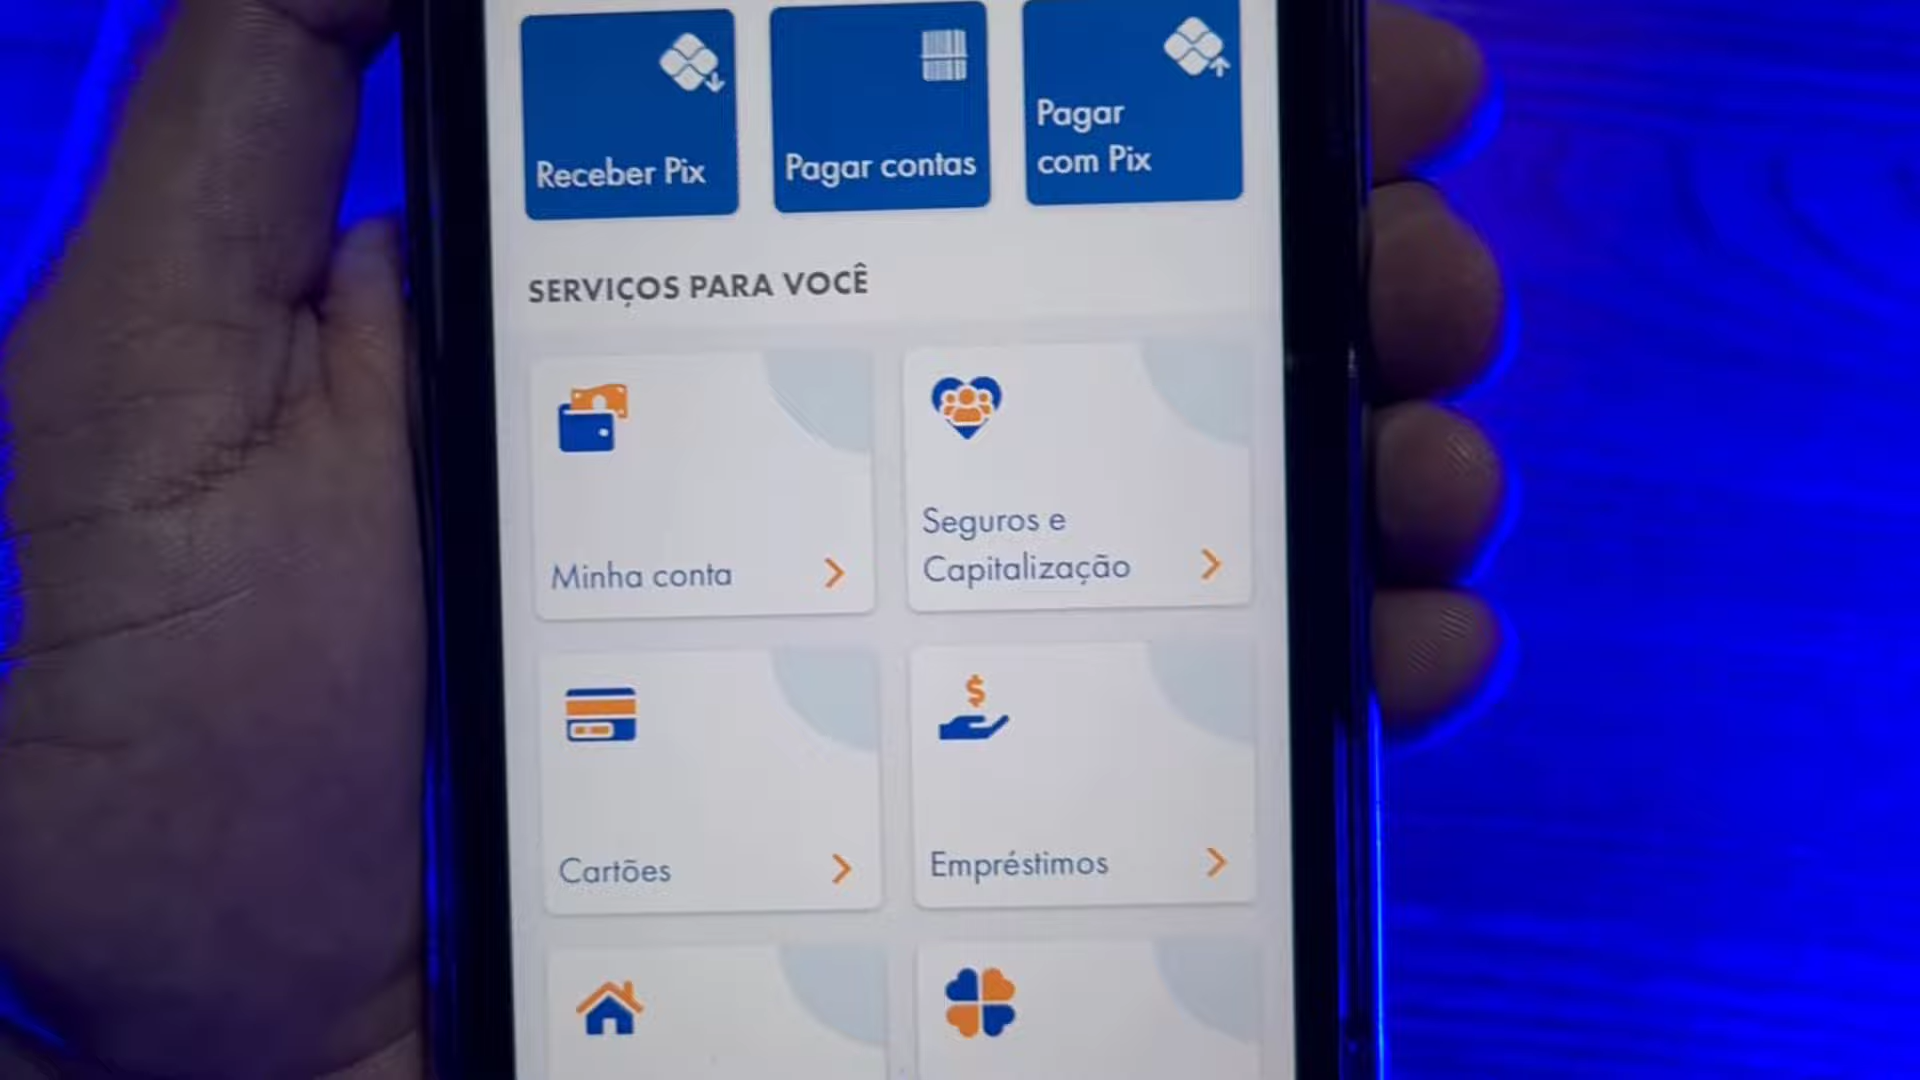 Receber Pix
Pagar contas
Pagar
com Pix
SERVIÇOS PARA VOCÊ
Minha conta
Seguros e
Capitalização
Cartões
Empréstimos